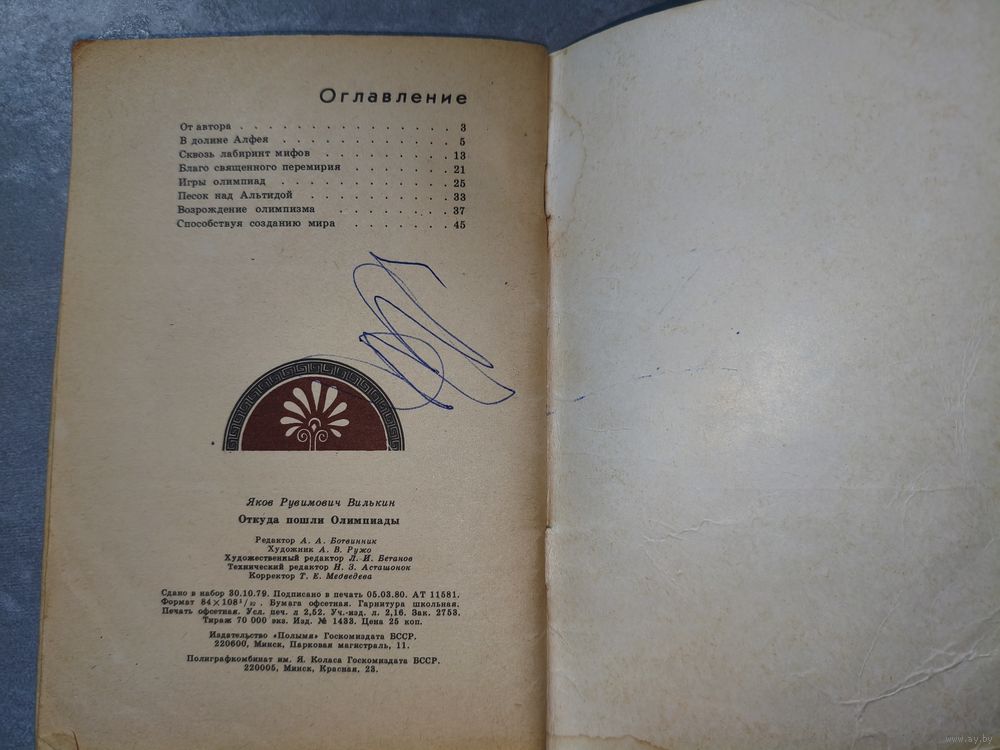 Оглавление
От автора . . . . . . . . . . . . . . . 3
В долине Алфея . . . . . . . . . . . . 5
Сквозь лабиринт мифов . . . . . . . . . 13
Благо священного перемирия . . . . . . . 21
Игры олимпиад . . . . . . . . . . . . 25
Песок над Альтидой . . . . . . . . . . . 33
Возрождение олимпизма . . . . . . . . 37
Способствуя созданию мира . . . . . . . 45
Яков Рувимович Вилькин
Откуда пошли Олимпиады
Редактор А. А. Ботвинник
Художник А. В. Ружо
Художественный редактор Л. И. Бетанов
Технический редактор Н. З. Асташонок
Корректор Т. Е. Медведева
Сдано в набор 30.10.79. Подписано в печать 05.03.80. АТ 11581.
Формат 84×108¹/₃₂. Бумага офсетная. Гарнитура школьная.
Печать офсетная. Усл. печ. л 2,52. Уч.-изд. л. 2,16. Зак. 2753.
Тираж 70 000 экз. Изд. № 1433. Цена 25 коп.
Издательство «Полымя» Госкомиздата БССР.
220600, Минск, Парковая магистраль, 11.
Полиграфкомбинат им. Я. Коласа Госкомиздата БССР.
220005, Минск, Красная, 23.
www.ay.by